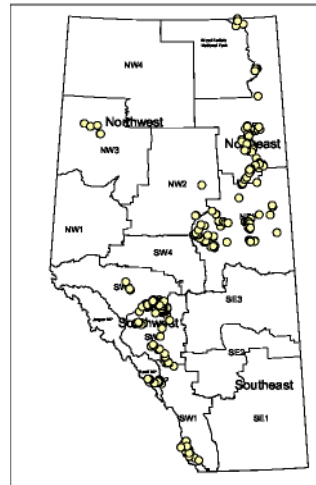 Wood Buffalo
National Park
NW4
Northwest
Northeast
NW3
NW2
NW1
SW4
SE3
Southwest
SE2
Southeast
SW1
SE1